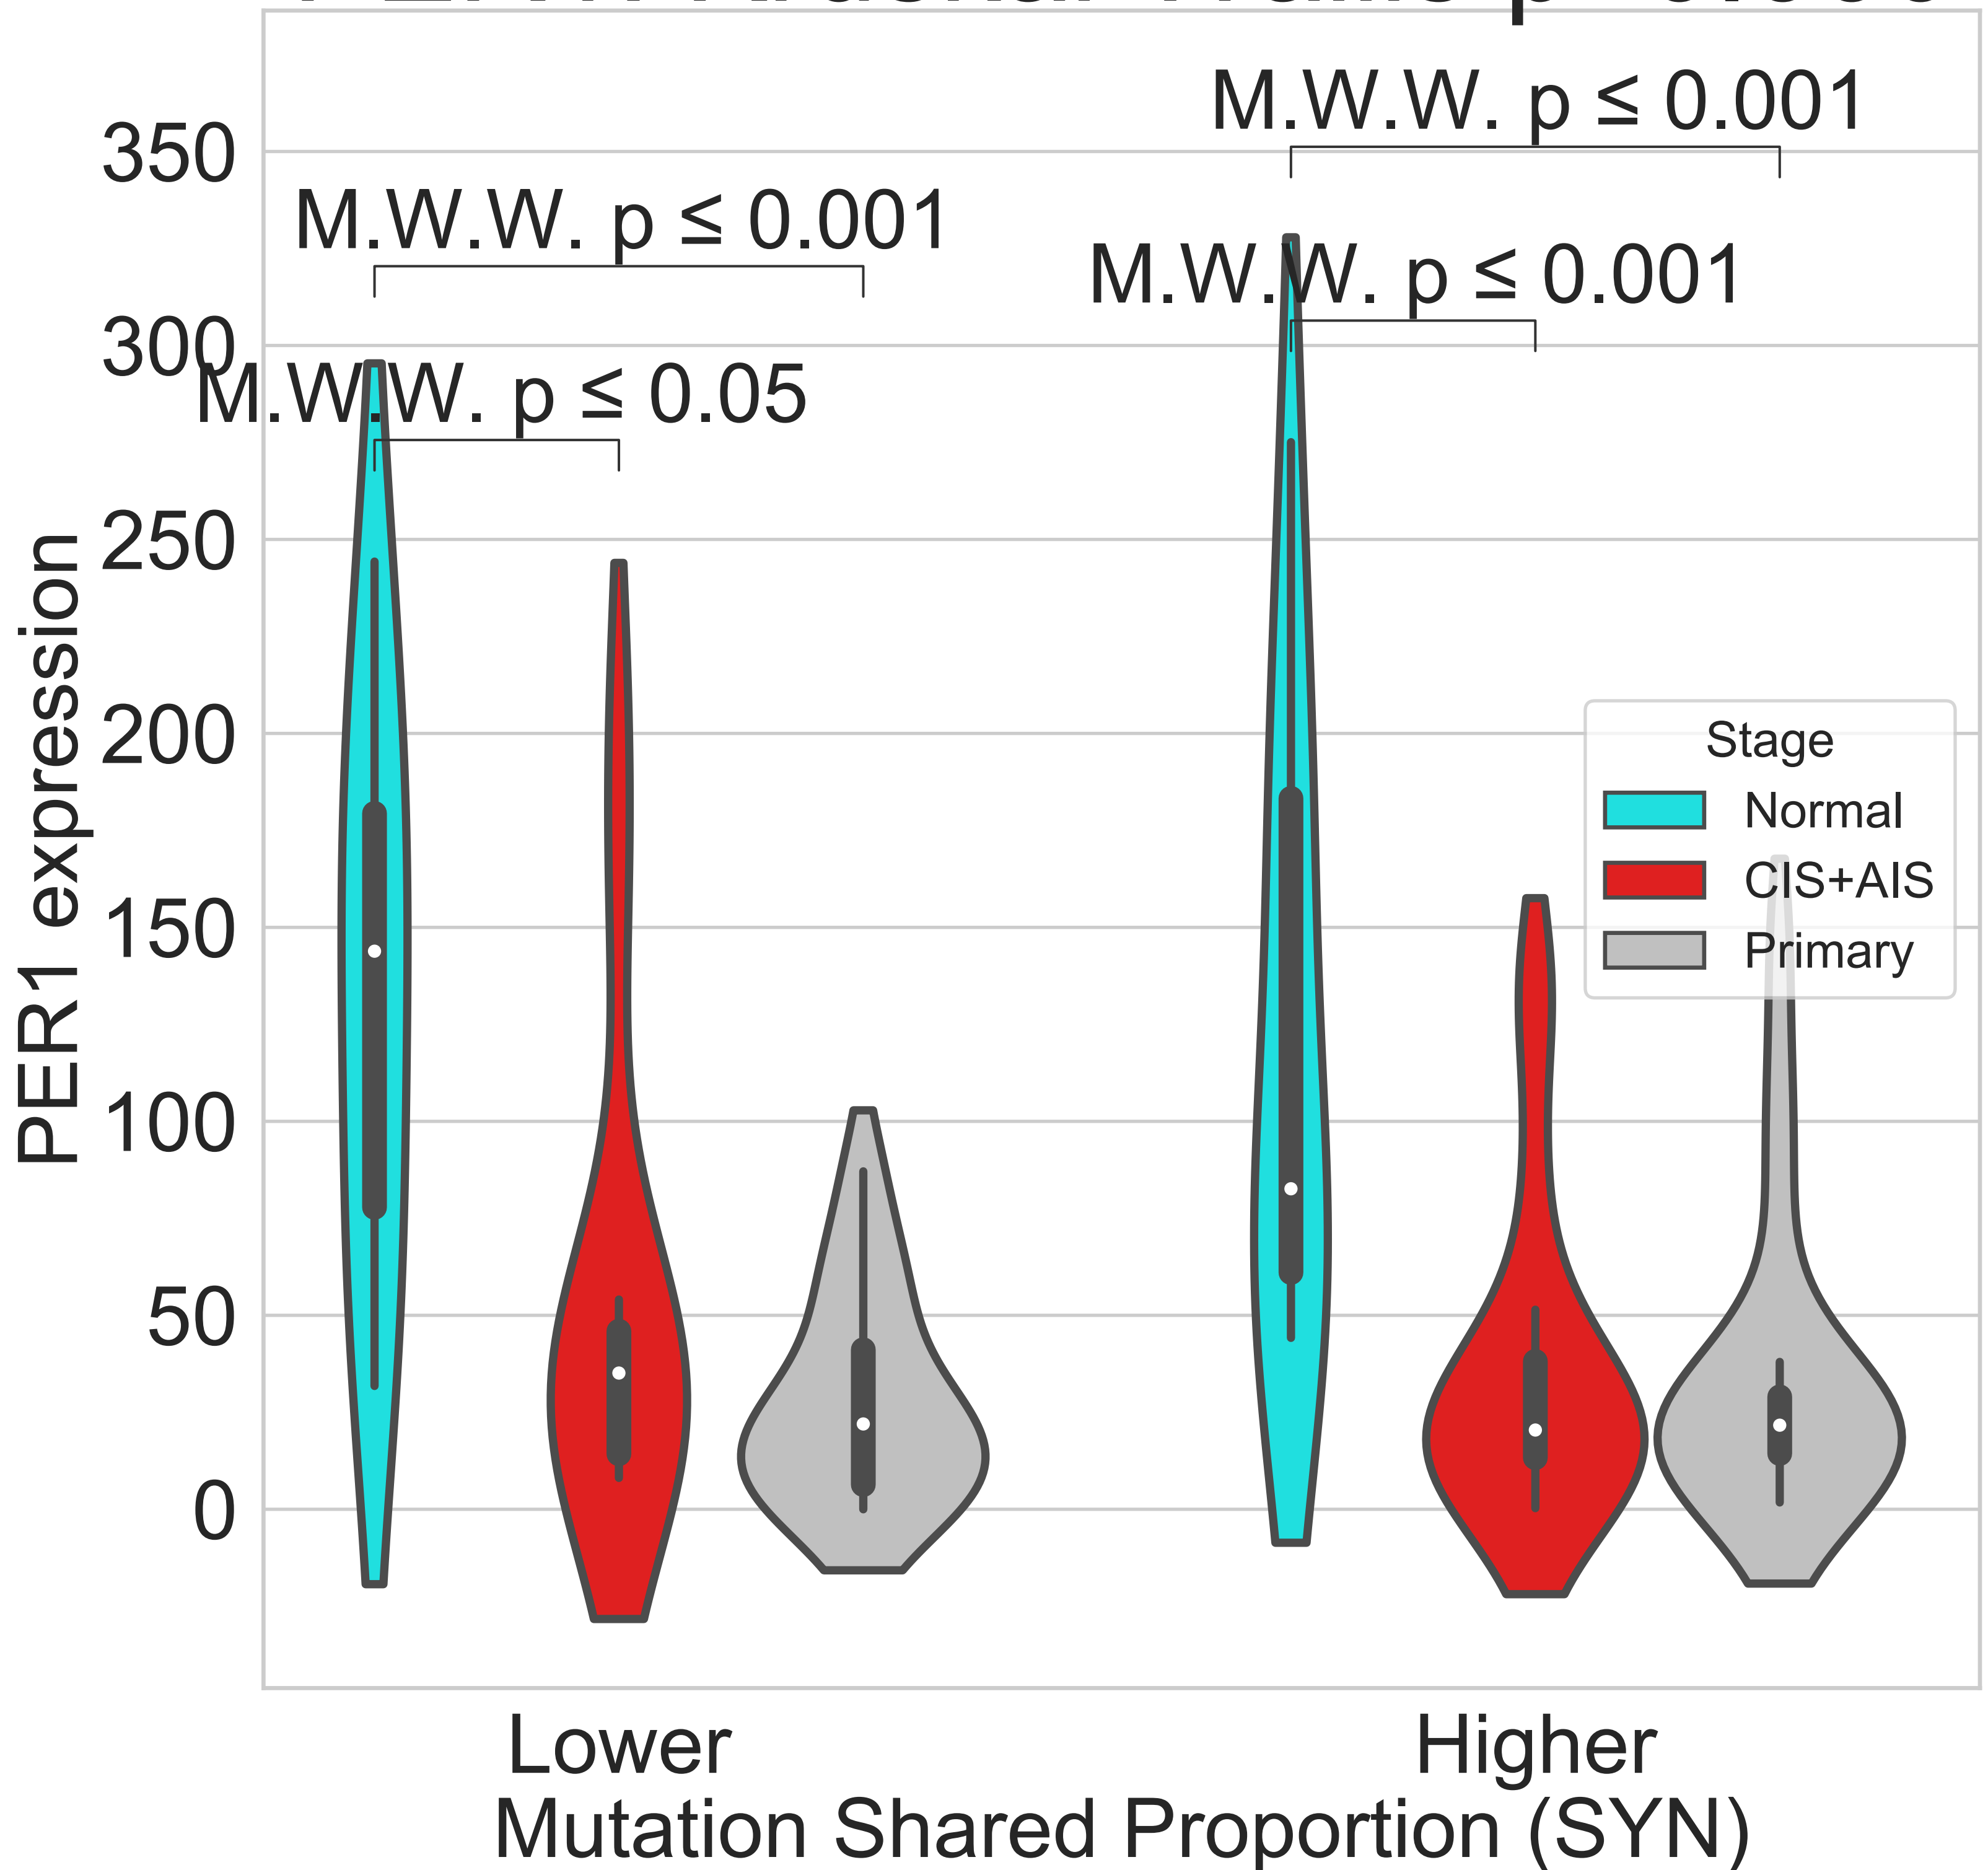 M.W.W. p ≤ 0.001
350
M.W.W. p ≤ 0.001
M.W.W. p ≤ 0.001
300
M.W.W. p ≤ 0.05
250
200
150
100
50
0
PER1 expression
Stage
Normal
CIS+AIS
Primary
Lower
Higher
Mutation Shared Proportion (SYN)